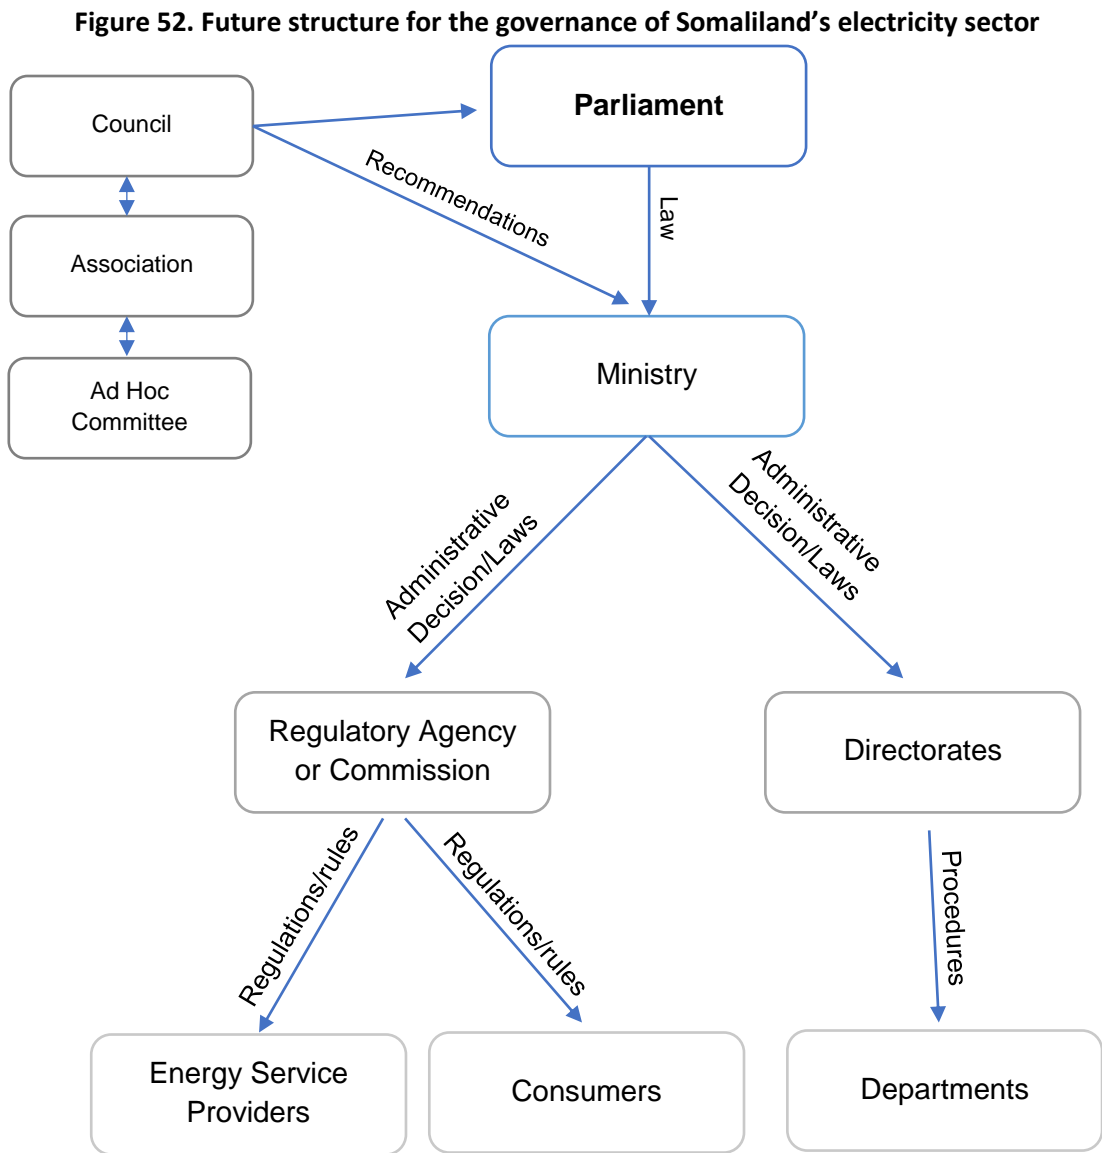 Figure 52. Future structure for the governance of Somaliland’s electricity sector
Council
Parliament
Recommendations
Law
Association
Ministry
Ad Hoc
Committee
Administrative
Decision/Laws
Administrative
Decision/Laws
Regulatory Agency
or Commission
Directorates
Regulations/rules
Regulations/rules
Procedures
Energy Service
Providers
Consumers
Departments